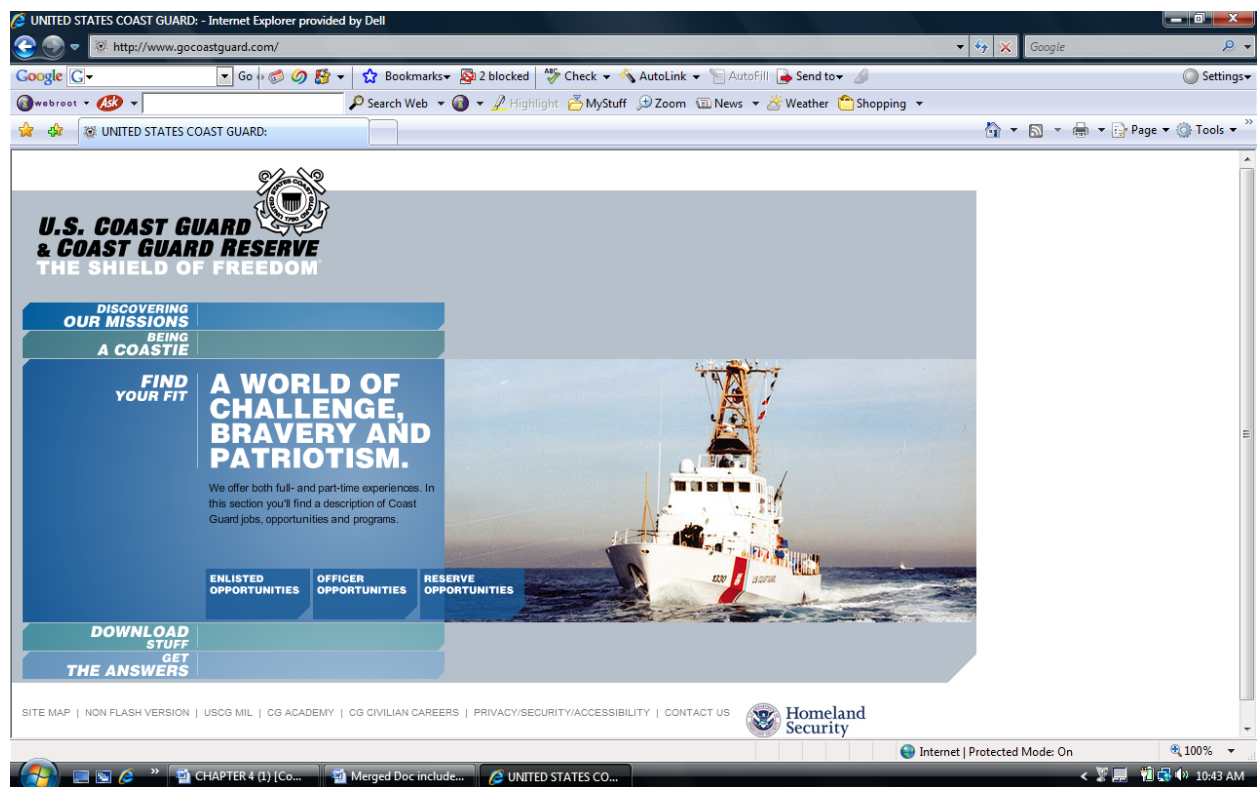 UNITED STATES COAST GUARD: - Internet Explorer provided by Dell
http://www.gocoastguard.com/
Google
Google G Go Bookmarks 2 blocked ABC Check AutoLink AutoFill Send to Settings
webroot Ask Search Web Highlight MyStuff Zoom News Weather Shopping
UNITED STATES COAST GUARD: Page Tools
U.S. COAST GUARD
& COAST GUARD RESERVE
THE SHIELD OF FREEDOM
DISCOVERING
OUR MISSIONS
BEING
A COASTIE
FIND
YOUR FIT
A WORLD OF
CHALLENGE,
BRAVERY AND
PATRIOTISM.
We offer both full- and part-time experiences. In
this section you'll find a description of Coast
Guard jobs, opportunities and programs.
ENLISTED
OPPORTUNITIES
OFFICER
OPPORTUNITIES
RESERVE
OPPORTUNITIES
1330 U.S. COAST GUARD
DOWNLOAD
STUFF
GET
THE ANSWERS
SITE MAP | NON FLASH VERSION | USCG MIL | CG ACADEMY | CG CIVILIAN CAREERS | PRIVACY/SECURITY/ACCESSIBILITY | CONTACT US
Homeland
Security
Internet | Protected Mode: On 100%
CHAPTER 4 (1) [Co... Merged Doc include... UNITED STATES CO... 10:43 AM